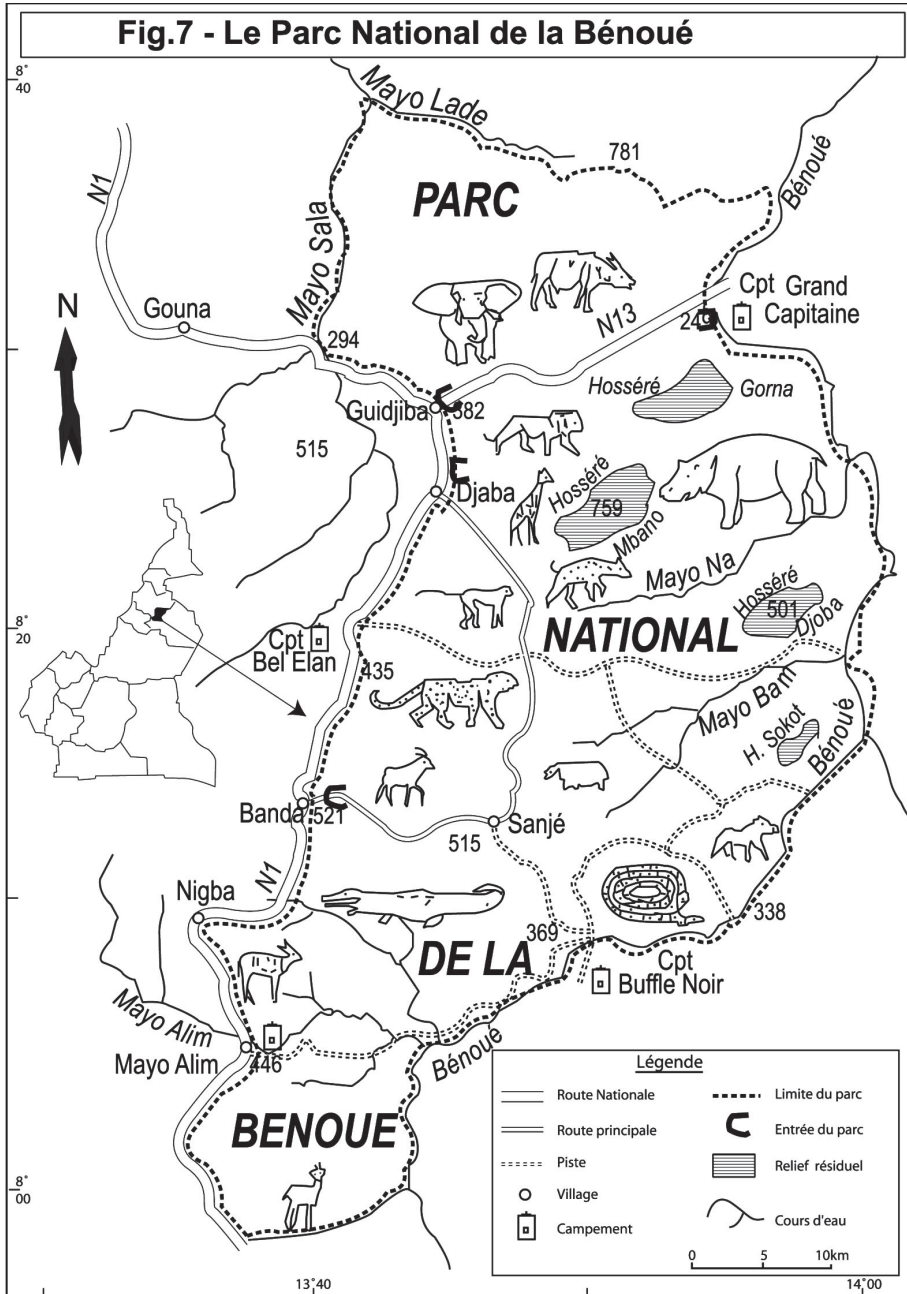 Fig.7 - Le Parc National de la Bénoué
8°
40
Mayo Lade
781
Bénoué
N1
PARC
Mayo Sala
N
Gouna
Cpt Grand
Capitaine
N13
249
294
Hosséré Gorna
Guidjiba
382
515
Djaba
Hosséré
759
Mbano
Mayo Na
Hosséré
501
Djoba
8°
20
Cpt
Bel Elan
NATIONAL
435
Mayo Bam
H. Sokot
Bénoué
Banda
521
Sanjé
515
N1
Nigba
338
369
DE LA
Cpt
Buffle Noir
Mayo Alim
Mayo Alim
446
Bénoué
BENOUE
8°
00
Légende
Route Nationale
Limite du parc
Route principale
Entrée du parc
Piste
Relief résiduel
Village
Campement
Cours d'eau
0 5 10km
13°40
14°00